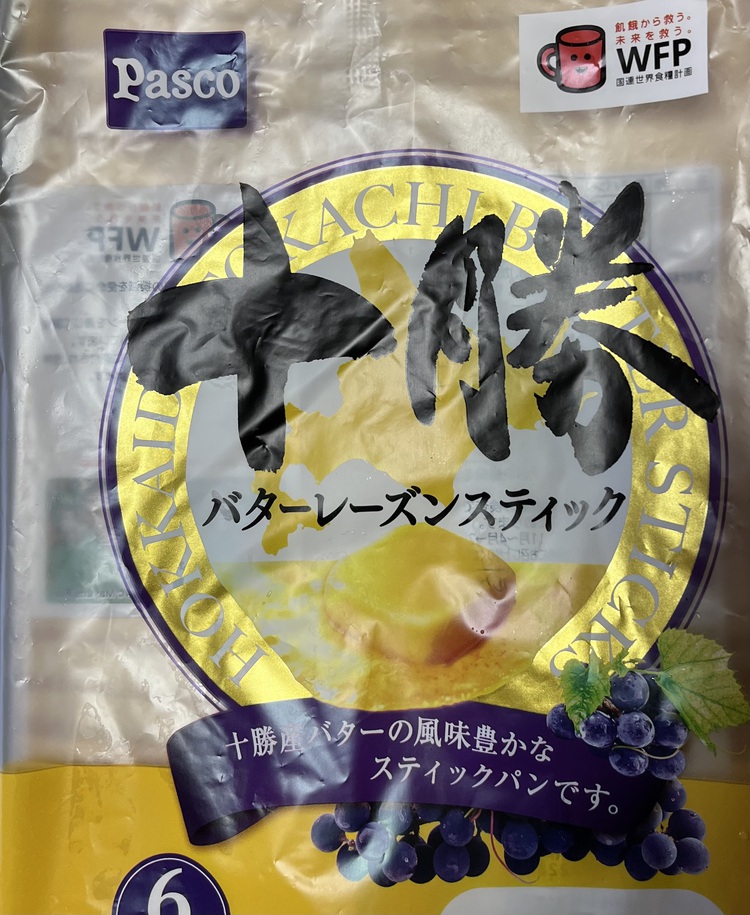 Pasco
飢餓から救う。
未来を救う。
WFP
国連世界食糧計画
HOKKAIDO TOKACHI BUTTER STICKS
十勝
バターレーズンスティック
十勝産バターの風味豊かな
スティックパンです。
6